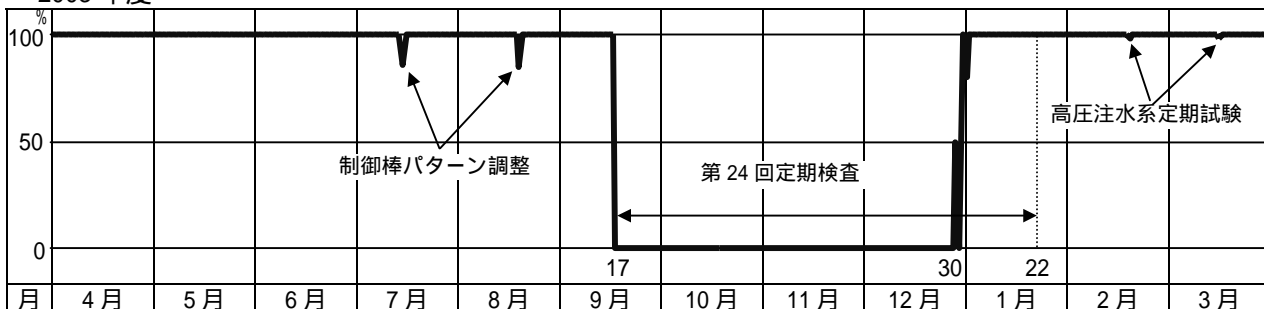 %
100
50
0
制御棒パターン調整
第 24 回定期検査
高圧注水系定期試験
17
30
22
月 4 月 5 月 6 月 7 月 8 月 9 月 10 月 11 月 12 月 1 月 2 月 3 月